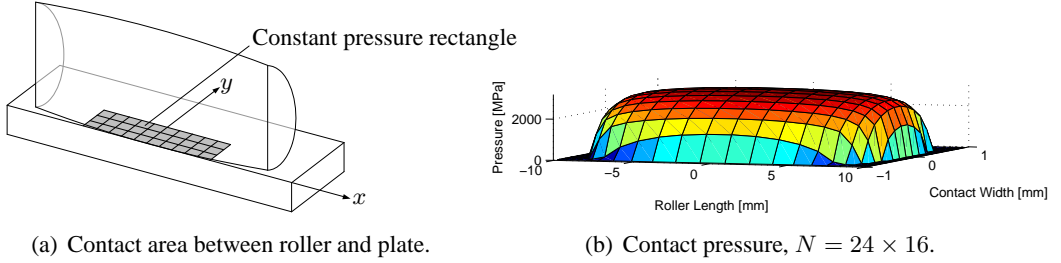 Constant pressure rectangle
y
x
(a) Contact area between roller and plate.
Pressure [MPa]
2000
0
−10
−5
0
5
10
Roller Length [mm]
−1
0
1
Contact Width [mm]
(b) Contact pressure, N = 24 × 16.